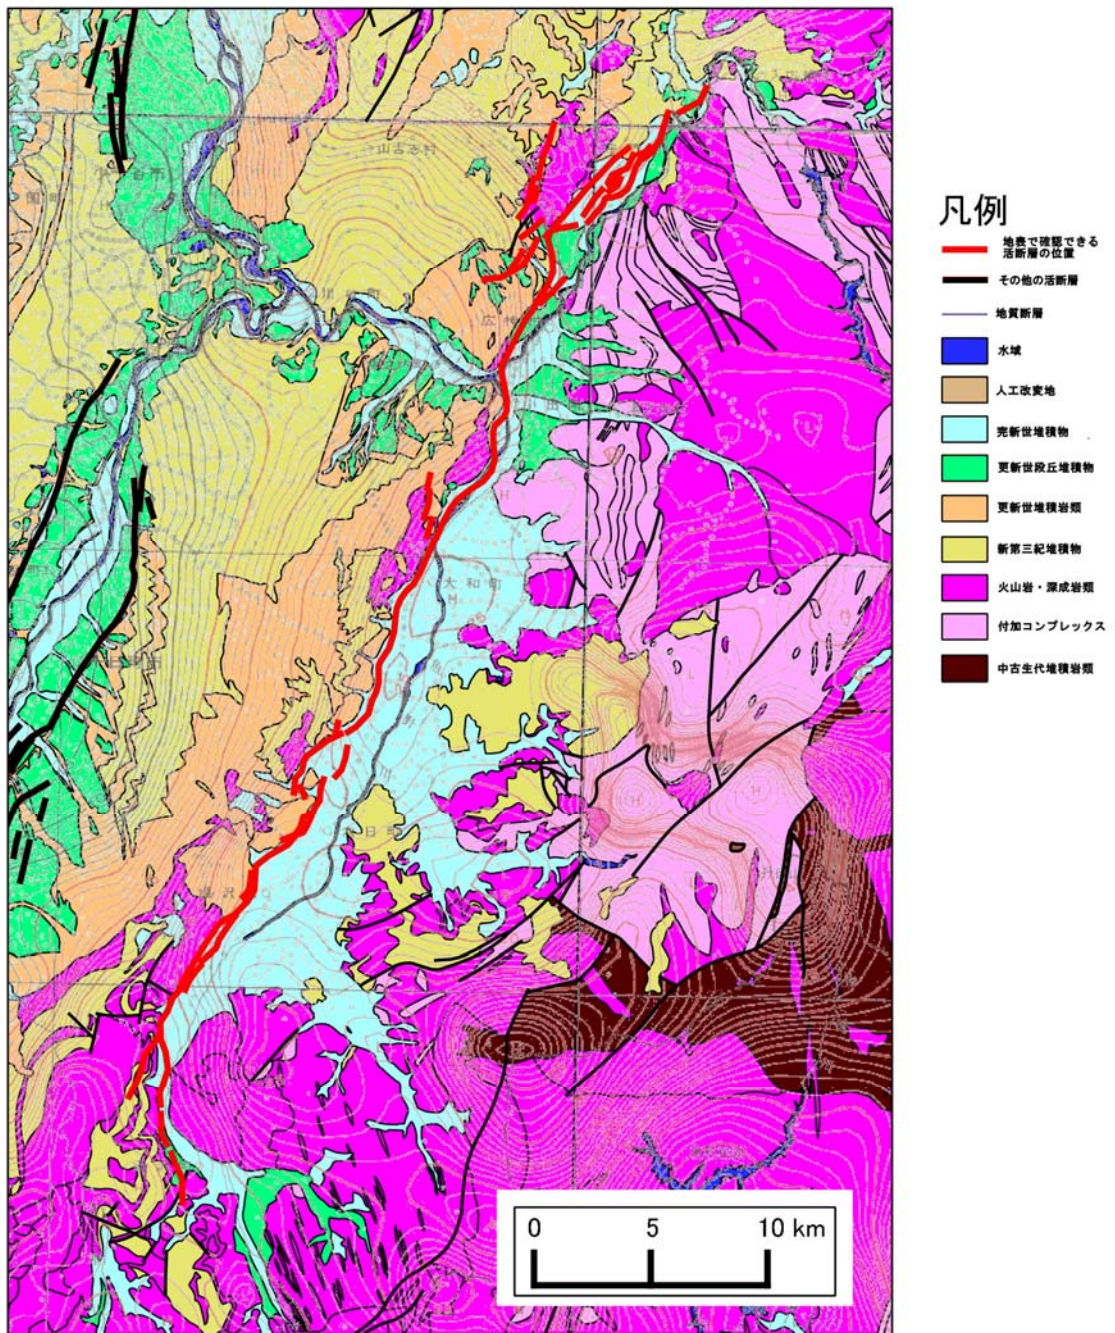 凡例
地表で確認できる
活断層の位置
その他の活断層
地質断層
水域
人工改変地
完新世堆積物
更新世段丘堆積物
更新世堆積岩類
新第三紀堆積物
火山岩・深成岩類
付加コンプレックス
中古生代堆積岩類
山古志村
大和町
0 5 10 km